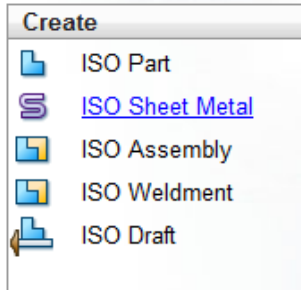 Create
ISO Part
ISO Sheet Metal
ISO Assembly
ISO Weldment
ISO Draft